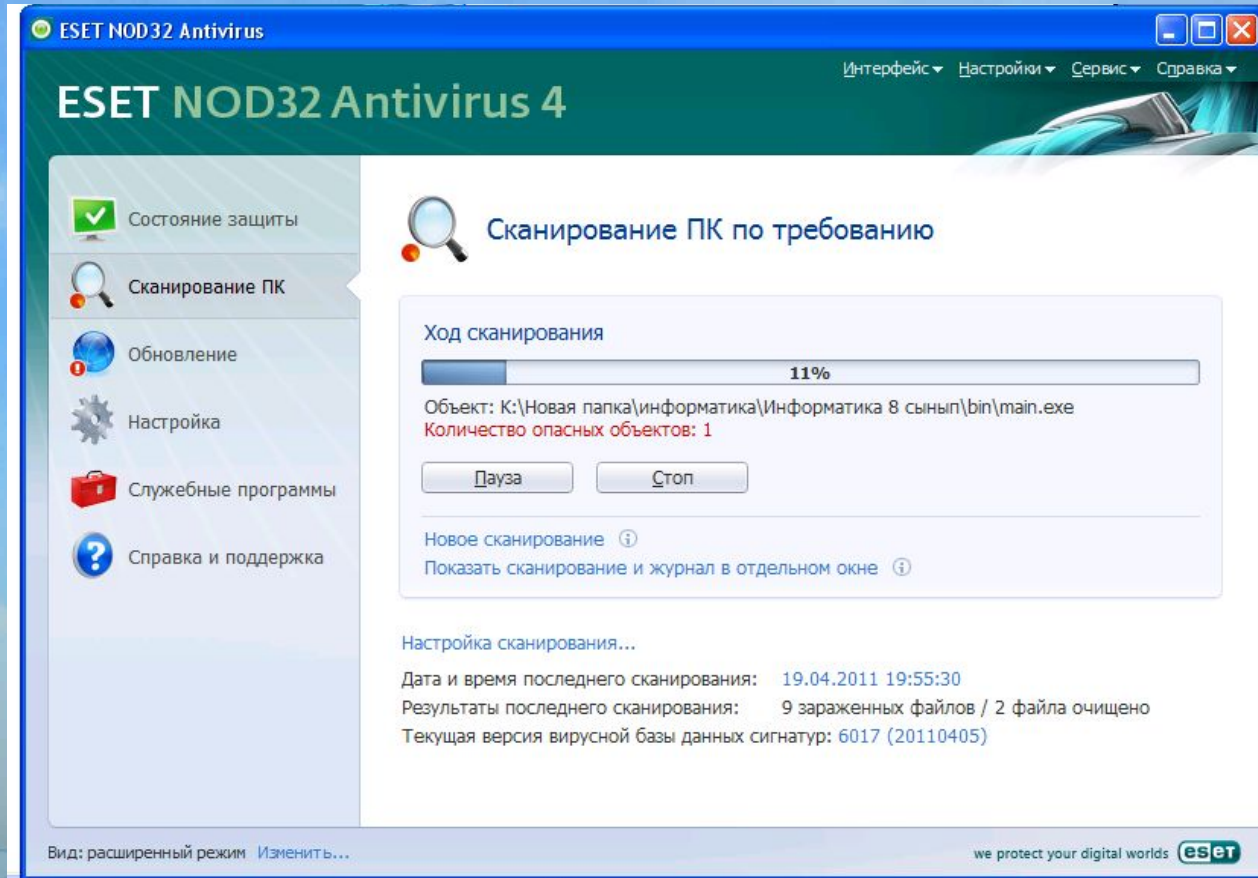 ESET NOD32 Antivirus
Интерфейс Настройки Сервис Справка
ESET NOD32 Antivirus 4
Состояние защиты
Сканирование ПК
Обновление
Настройка
Служебные программы
Справка и поддержка
Сканирование ПК по требованию
Ход сканирования
11%
Объект: K:\Новая папка\информатика\Информатика 8 сынып\bin\main.exe
Количество опасных объектов: 1
Пауза Стоп
Новое сканирование
Показать сканирование и журнал в отдельном окне
Настройка сканирования...
Дата и время последнего сканирования: 19.04.2011 19:55:30
Результаты последнего сканирования: 9 зараженных файлов / 2 файла очищено
Текущая версия вирусной базы данных сигнатур: 6017 (20110405)
Вид: расширенный режим Изменить...
we protect your digital worlds eset